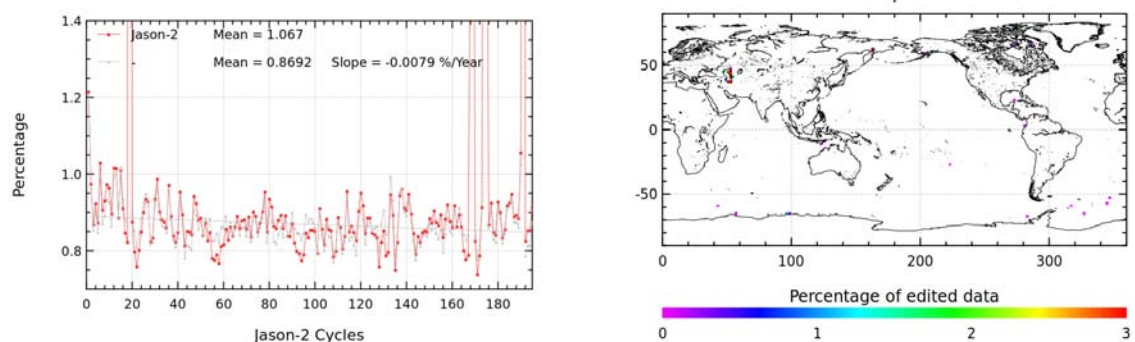 1.4
Jason-2 Mean = 1.067
- Mean = 0.8692 Slope = -0.0079 %/Year
1.2
Percentage
1.0
0.8
0 20 40 60 80 100 120 140 160 180
Jason-2 Cycles
50
0
-50
0 100 200 300
Percentage of edited data
0 1 2 3